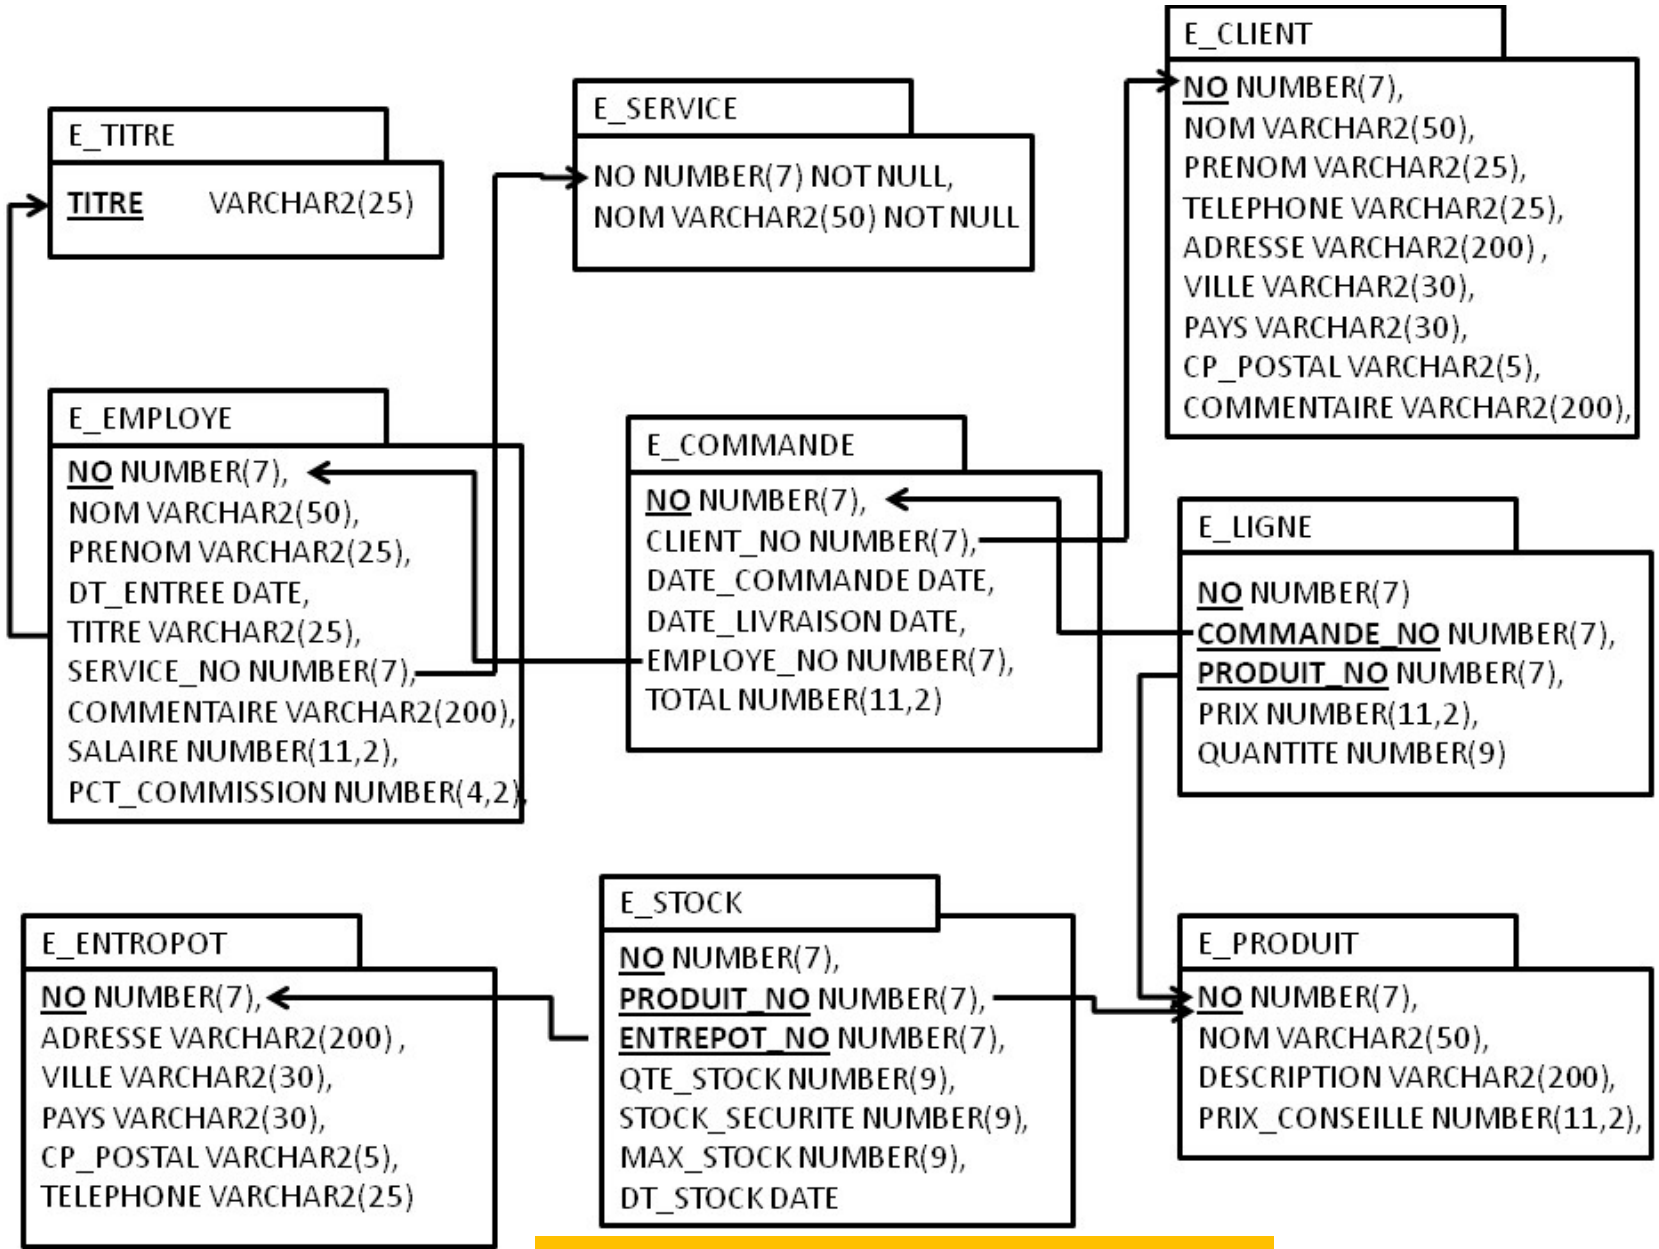 E_TITRE
TITRE VARCHAR2(25)
E_SERVICE
NO NUMBER(7) NOT NULL,
NOM VARCHAR2(50) NOT NULL
E_CLIENT
NO NUMBER(7),
NOM VARCHAR2(50),
PRENOM VARCHAR2(25),
TELEPHONE VARCHAR2(25),
ADRESSE VARCHAR2(200) ,
VILLE VARCHAR2(30),
PAYS VARCHAR2(30),
CP_POSTAL VARCHAR2(5),
COMMENTAIRE VARCHAR2(200),
E_EMPLOYE
NO NUMBER(7),
NOM VARCHAR2(50),
PRENOM VARCHAR2(25),
DT_ENTREE DATE,
TITRE VARCHAR2(25),
SERVICE_NO NUMBER(7),
COMMENTAIRE VARCHAR2(200),
SALAIRE NUMBER(11,2),
PCT_COMMISSION NUMBER(4,2),
E_COMMANDE
NO NUMBER(7),
CLIENT_NO NUMBER(7),
DATE_COMMANDE DATE,
DATE_LIVRAISON DATE,
EMPLOYE_NO NUMBER(7),
TOTAL NUMBER(11,2)
E_LIGNE
NO NUMBER(7)
COMMANDE_NO NUMBER(7),
PRODUIT_NO NUMBER(7),
PRIX NUMBER(11,2),
QUANTITE NUMBER(9)
E_ENTROPOT
NO NUMBER(7),
ADRESSE VARCHAR2(200) ,
VILLE VARCHAR2(30),
PAYS VARCHAR2(30),
CP_POSTAL VARCHAR2(5),
TELEPHONE VARCHAR2(25)
E_STOCK
NO NUMBER(7),
PRODUIT_NO NUMBER(7),
ENTREPOT_NO NUMBER(7),
QTE_STOCK NUMBER(9),
STOCK_SECURITE NUMBER(9),
MAX_STOCK NUMBER(9),
DT_STOCK DATE
E_PRODUIT
NO NUMBER(7),
NOM VARCHAR2(50),
DESCRIPTION VARCHAR2(200),
PRIX_CONSEILLE NUMBER(11,2),